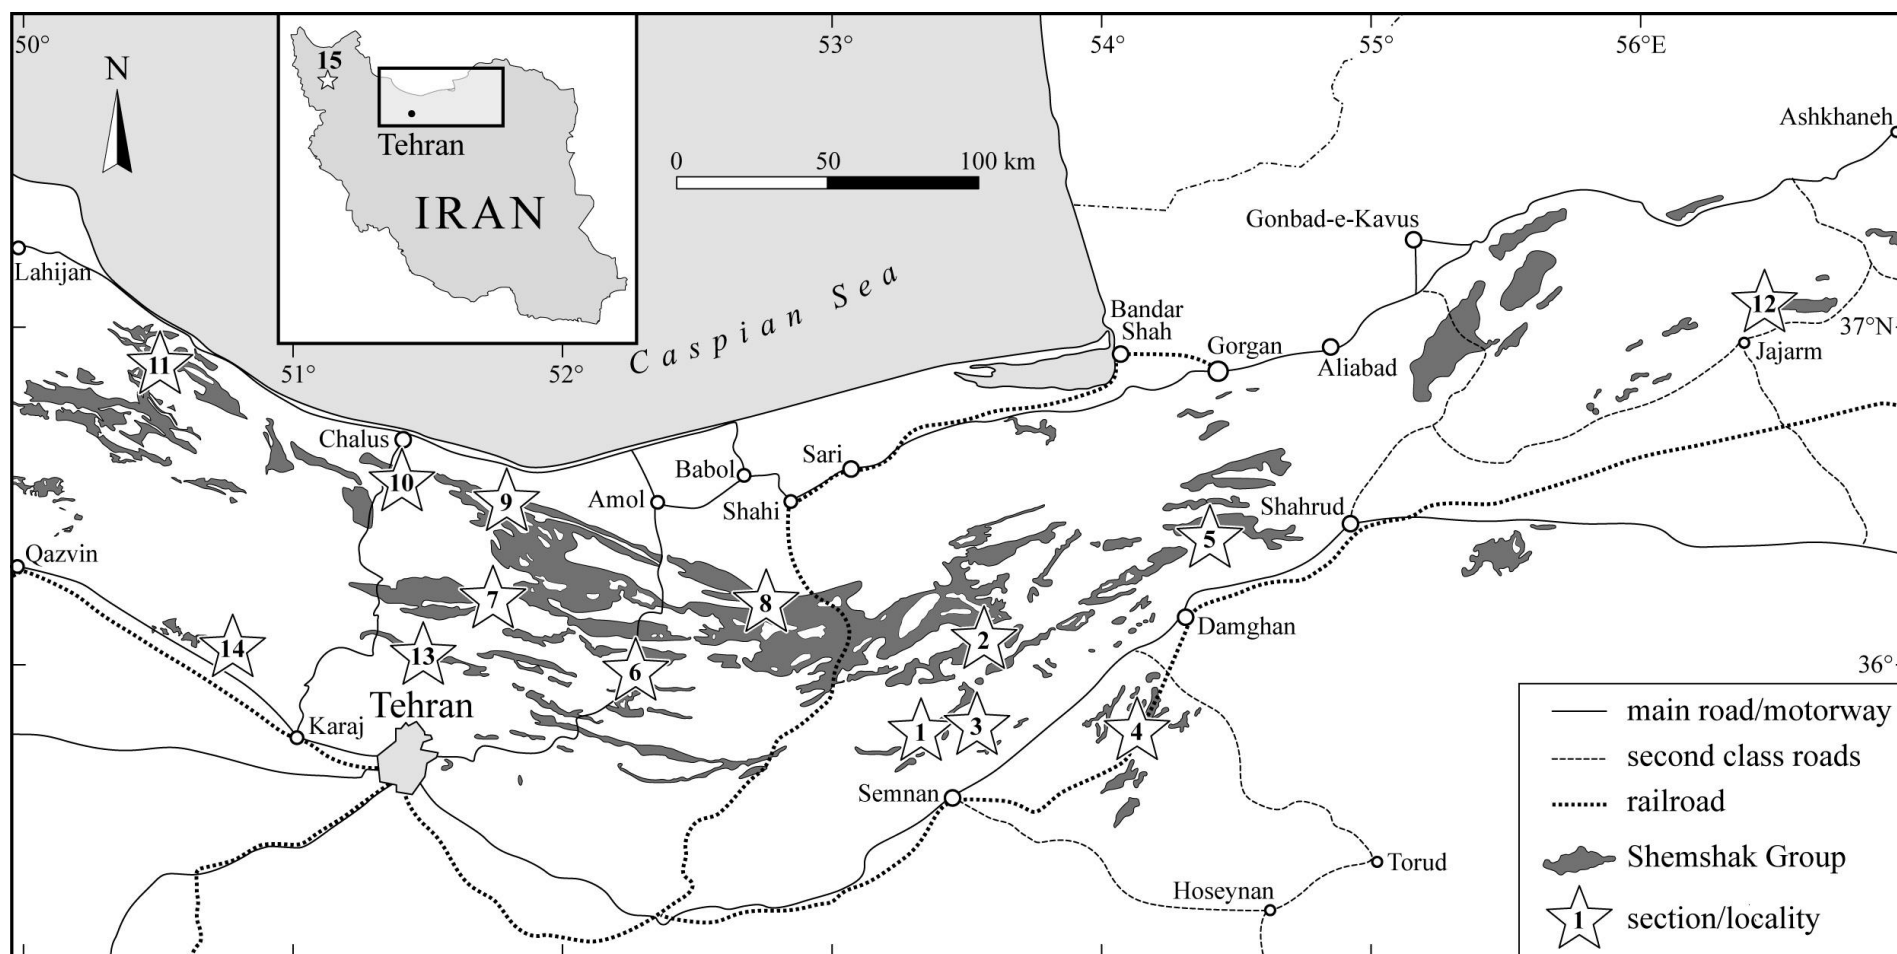 50°
53°
54°
55°
56°E
N
15
Tehran
IRAN
0 50 100 km
Ashkhaneh
Gonbad-e-Kavus
Lahijan
Caspian Sea
12
37°N
Bandar
Shah
Gorgan
Aliabad
Jajarm
11
51°
52°
Chalus
10
9
Amol
Babol
Sari
Shahi
5
Shahrud
Qazvin
7
8
2
Damghan
14
13
6
36°
Tehran
Karaj
1
3
4
Semnan
Torud
Hoseynan
main road/motorway
second class roads
railroad
Shemshak Group
1 section/locality